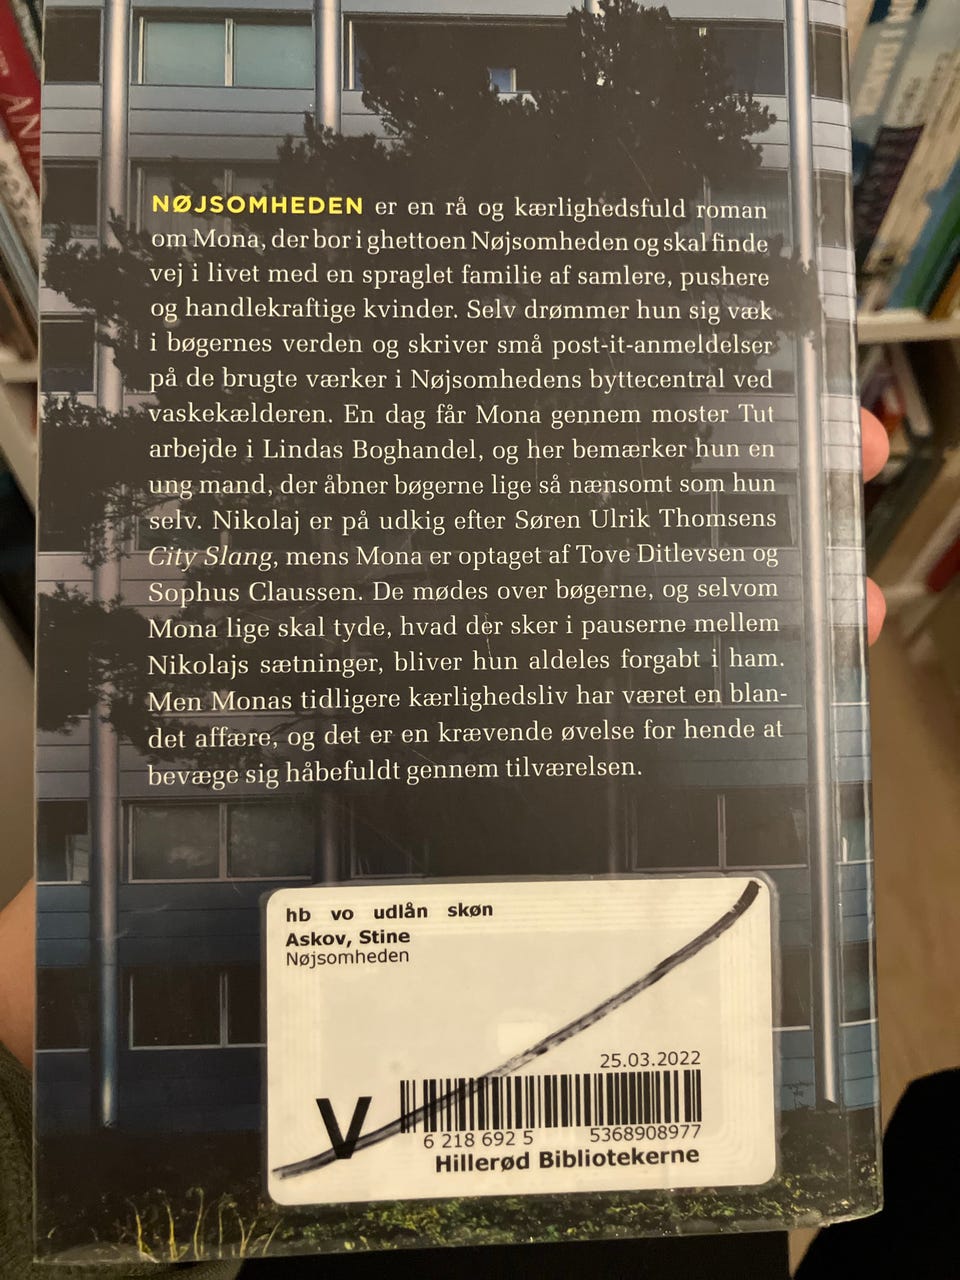 NØJSOMHEDEN er en rå og kærlighedsfuld roman
om Mona, der bor i ghettoen Nøjsomheden og skal finde
vej i livet med en spraglet familie af samlere, pushere
og handlekraftige kvinder. Selv drømmer hun sig væk
i bøgernes verden og skriver små post-it-anmeldelser
på de brugte værker i Nøjsomhedens byttecentral ved
vaskekælderen. En dag får Mona gennem moster Tut
arbejde i Lindas Boghandel, og her bemærker hun en
ung mand, der åbner bøgerne lige så nænsomt som hun
selv. Nikolaj er på udkig efter Søren Ulrik Thomsens
City Slang, mens Mona er optaget af Tove Ditlevsen og
Sophus Claussen. De mødes over bøgerne, og selvom
Mona lige skal tyde, hvad der sker i pauserne mellem
Nikolajs sætninger, bliver hun aldeles forgabt i ham.
Men Monas tidligere kærlighedsliv har været en blan-
det affære, og det er en krævende øvelse for hende at
bevæge sig håbefuldt gennem tilværelsen.
hb vo udlån skøn
Askov, Stine
Nøjsomheden
25.03.2022
V
6 218 692 5 5368908977
Hillerød Bibliotekerne